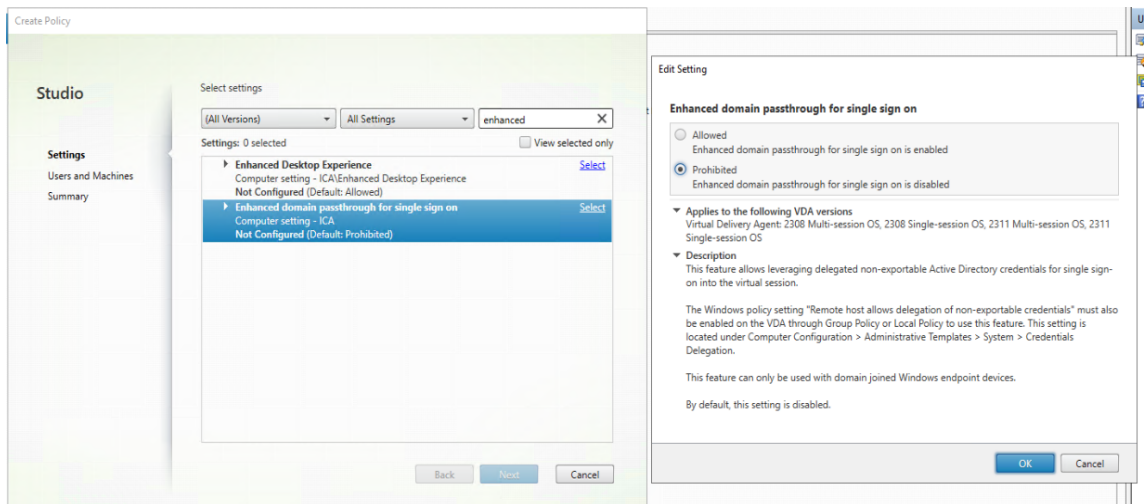 Create Policy
Studio
Settings
Users and Machines
Summary
Select settings
(All Versions)
All Settings
enhanced
Settings: 0 selected
View selected only
Enhanced Desktop Experience
Select
Computer setting - ICA\Enhanced Desktop Experience
Not Configured (Default: Allowed)
Enhanced domain passthrough for single sign on
Select
Computer setting - ICA
Not Configured (Default: Prohibited)
Back
Next
Cancel
Edit Setting
Enhanced domain passthrough for single sign on
Allowed
Enhanced domain passthrough for single sign on is enabled
Prohibited
Enhanced domain passthrough for single sign on is disabled
Applies to the following VDA versions
Virtual Delivery Agent: 2308 Multi-session OS, 2308 Single-session OS, 2311 Multi-session OS, 2311
Single-session OS
Description
This feature allows leveraging delegated non-exportable Active Directory credentials for single sign-
on into the virtual session.
The Windows policy setting "Remote host allows delegation of non-exportable credentials" must also
be enabled on the VDA through Group Policy or Local Policy to use this feature. This setting is
located under Computer Configuration > Administrative Templates > System > Credentials
Delegation.
This feature can only be used with domain joined Windows endpoint devices.
By default, this setting is disabled.
OK
Cancel